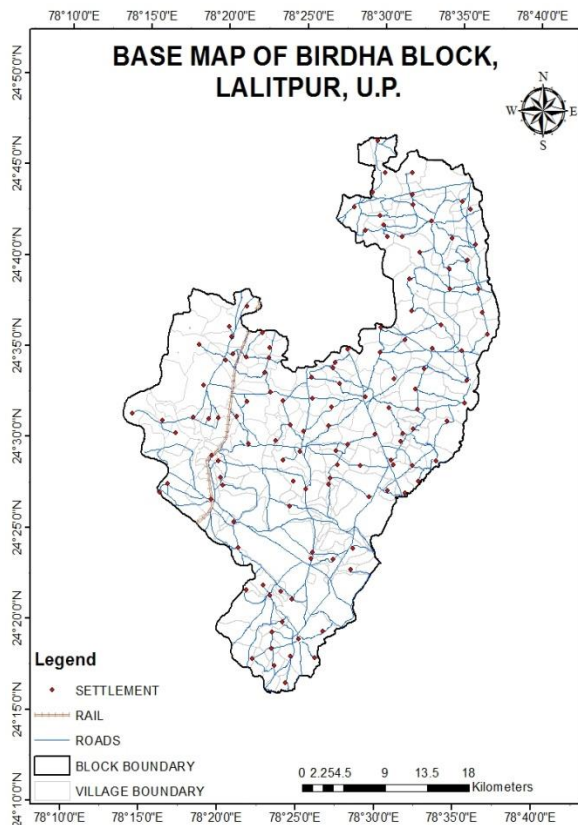 78°10'0"E 78°15'0"E 78°20'0"E 78°25'0"E 78°30'0"E 78°35'0"E 78°40'0"E
BASE MAP OF BIRDHA BLOCK,
LALITPUR, U.P.
N
W E
S
24°50'0"N
24°45'0"N
24°40'0"N
24°35'0"N
24°30'0"N
24°25'0"N
24°20'0"N
24°15'0"N
24°10'0"N
Legend
SETTLEMENT
RAIL
ROADS
BLOCK BOUNDARY
VILLAGE BOUNDARY
0 2.254.5 9 13.5 18
Kilometers
78°10'0"E 78°15'0"E 78°20'0"E 78°25'0"E 78°30'0"E 78°35'0"E 78°40'0"E